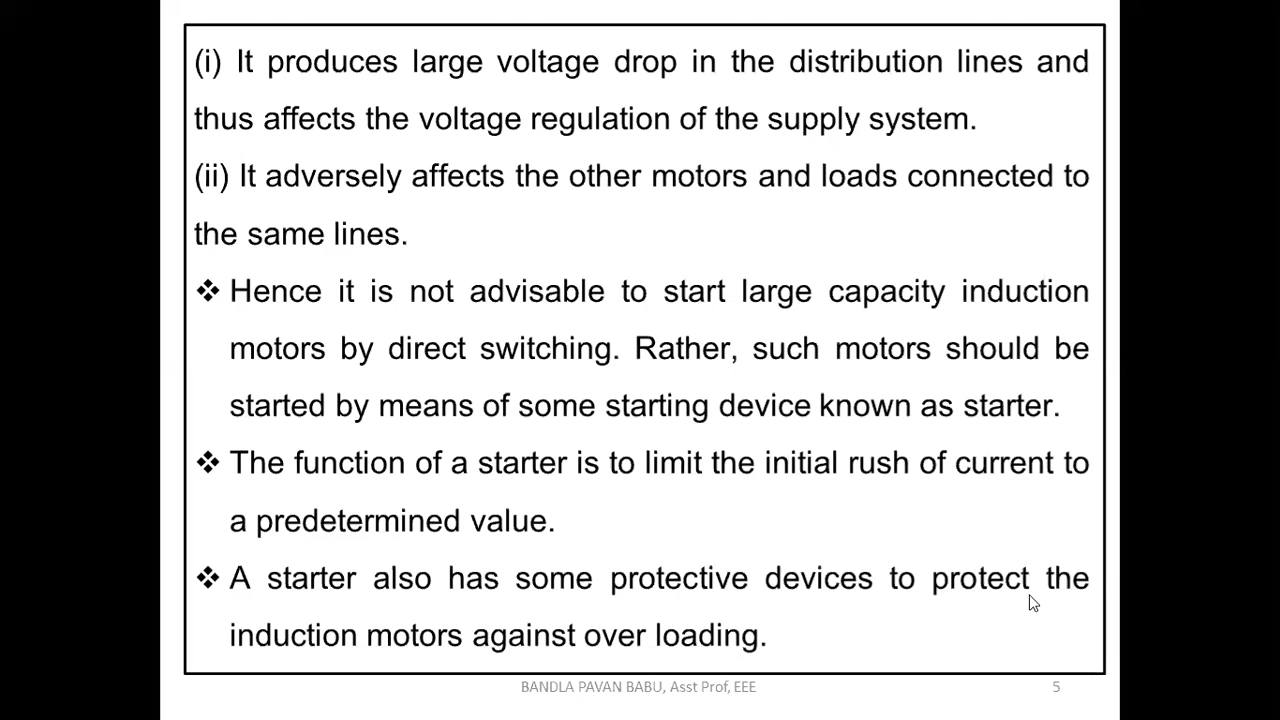 (i) It produces large voltage drop in the distribution lines and
thus affects the voltage regulation of the supply system.
(ii) It adversely affects the other motors and loads connected to
the same lines.
❖ Hence it is not advisable to start large capacity induction
motors by direct switching. Rather, such motors should be
started by means of some starting device known as starter.
❖ The function of a starter is to limit the initial rush of current to
a predetermined value.
❖ A starter also has some protective devices to protect the
induction motors against over loading.
BANDLA PAVAN BABU, Asst Prof, EEE 5